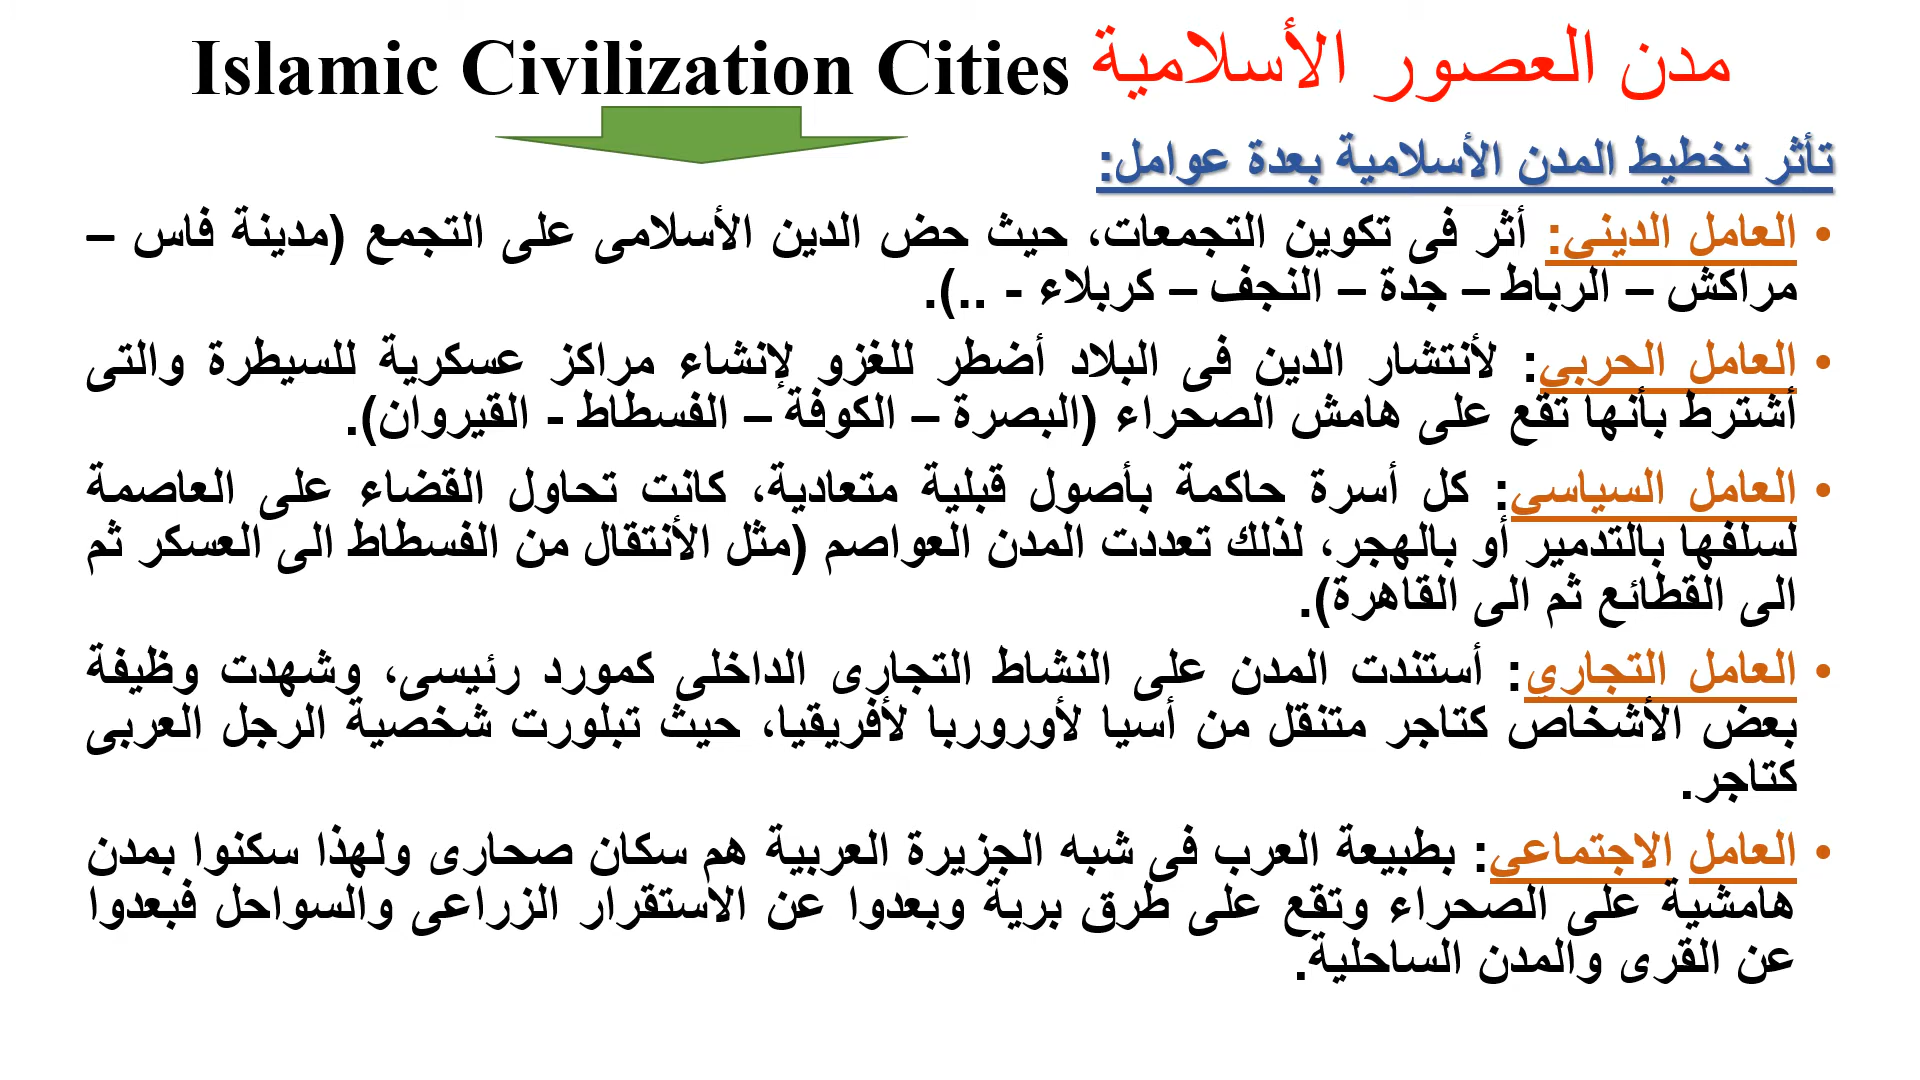 مدن العصور الأسلامية Islamic Civilization Cities
تأثر تخطيط المدن الأسلامية بعدة عوامل:
• العامل الديني: أثر فى تكوين التجمعات، حيث حض الدين الأسلامى على التجمع (مدينة فاس –
مراكش – الرباط – جدة – النجف – كربلاء - ..).
• العامل الحربي: لأنتشار الدين فى البلاد أضطر للغزو لإنشاء مراكز عسكرية للسيطرة والتى
أشترط بأنها تقع على هامش الصحراء (البصرة – الكوفة – الفسطاط - القيروان).
• العامل السياسي: كل أسرة حاكمة بأصول قبلية متعادية، كانت تحاول القضاء على العاصمة
لسلفها بالتدمير أو بالهجر، لذلك تعددت المدن العواصم (مثل الأنتقال من الفسطاط الى العسكر ثم
الى القطائع ثم الى القاهرة).
• العامل التجاري: أستندت المدن على النشاط التجارى الداخلى كمورد رئيسى، وشهدت وظيفة
بعض الأشخاص كتاجر متنقل من أسيا لأوروربا لأفريقيا، حيث تبلورت شخصية الرجل العربى
كتاجر.
• العامل الاجتماعي: بطبيعة العرب فى شبه الجزيرة العربية هم سكان صحارى ولهذا سكنوا بمدن
هامشية على الصحراء وتقع على طرق برية وبعدوا عن الاستقرار الزراعى والسواحل فبعدوا
عن القرى والمدن الساحلية.